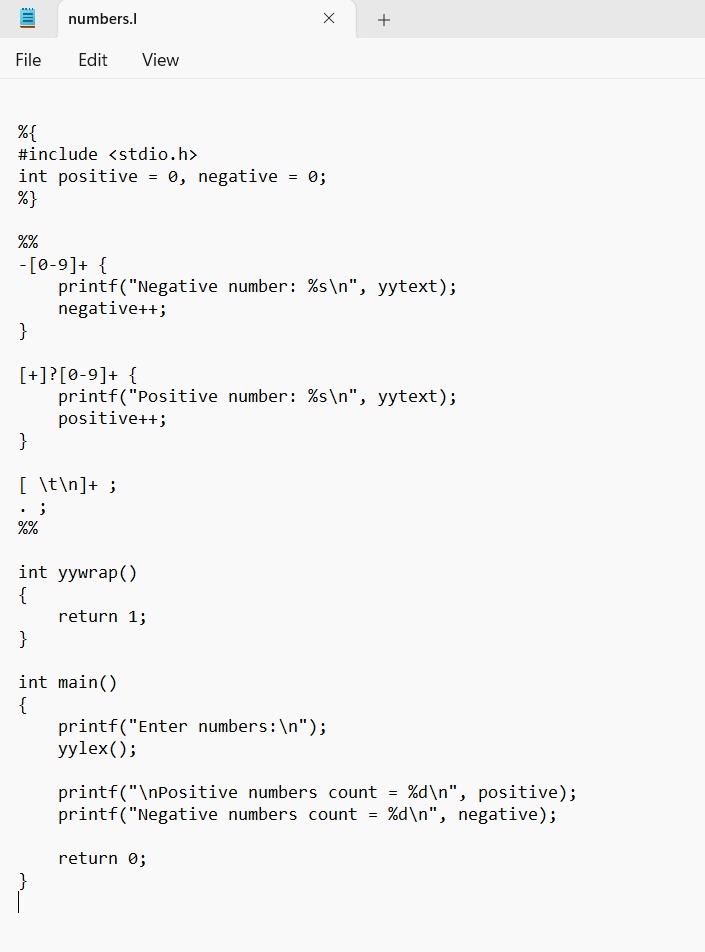 numbers.l
File Edit View
%{
#include <stdio.h>
int positive = 0, negative = 0;
%}
%%
-[0-9]+ {
    printf("Negative number: %s\n", yytext);
    negative++;
}
[+]?[0-9]+ {
    printf("Positive number: %s\n", yytext);
    positive++;
}
[ \t\n]+ ;
. ;
%%
int yywrap()
{
    return 1;
}
int main()
{
    printf("Enter numbers:\n");
    yylex();
    printf("\nPositive numbers count = %d\n", positive);
    printf("Negative numbers count = %d\n", negative);
    return 0;
}